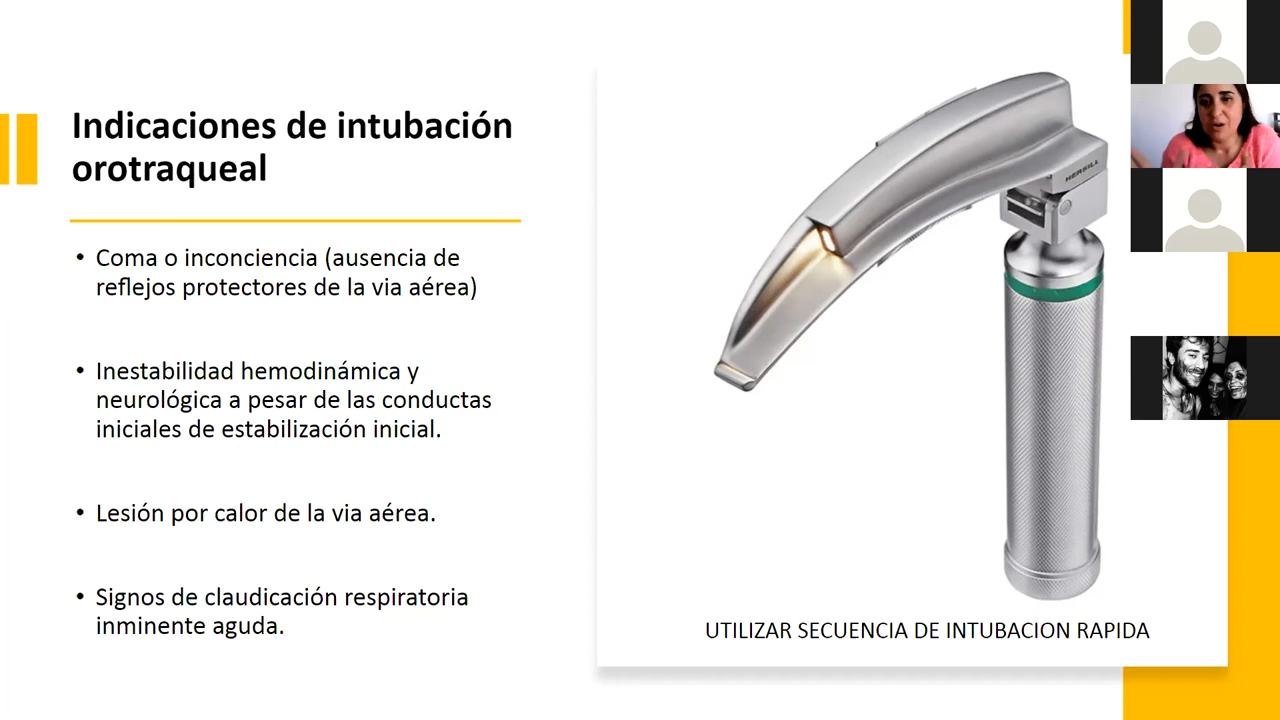 Indicaciones de intubación
orotraqueal
• Coma o inconciencia (ausencia de
reflejos protectores de la via aérea)
• Inestabilidad hemodinámica y
neurológica a pesar de las conductas
iniciales de estabilización inicial.
• Lesión por calor de la via aérea.
• Signos de claudicación respiratoria
inminente aguda.
HERSILL
UTILIZAR SECUENCIA DE INTUBACION RAPIDA